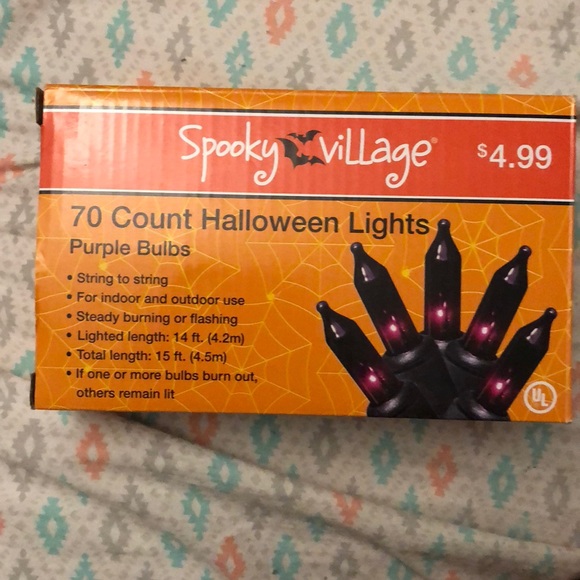 Spooky Village®
$4.99
70 Count Halloween Lights
Purple Bulbs
• String to string
• For indoor and outdoor use
• Steady burning or flashing
• Lighted length: 14 ft. (4.2m)
• Total length: 15 ft. (4.5m)
• If one or more bulbs burn out,
others remain lit
UL